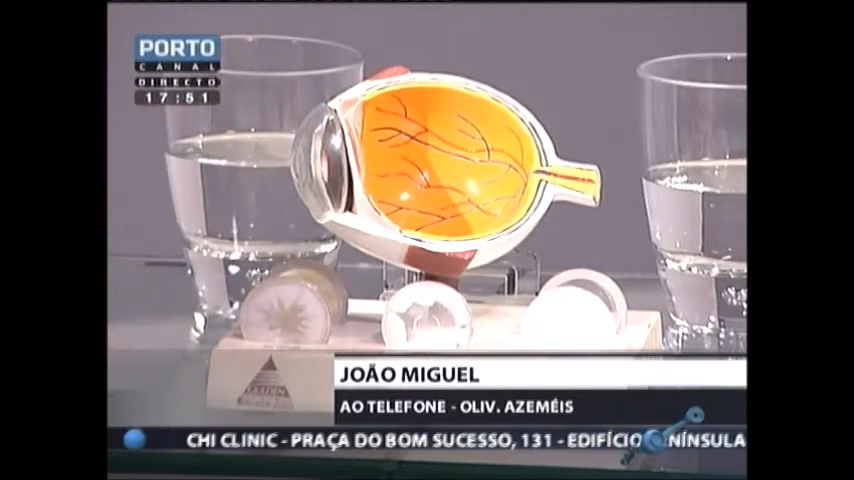 PORTO
CANAL
DIRECTO
17:51
JOÃO MIGUEL
AO TELEFONE - OLIV. AZEMÉIS
CHI CLINIC - PRAÇA DO BOM SUCESSO, 131 - EDIFÍCIO